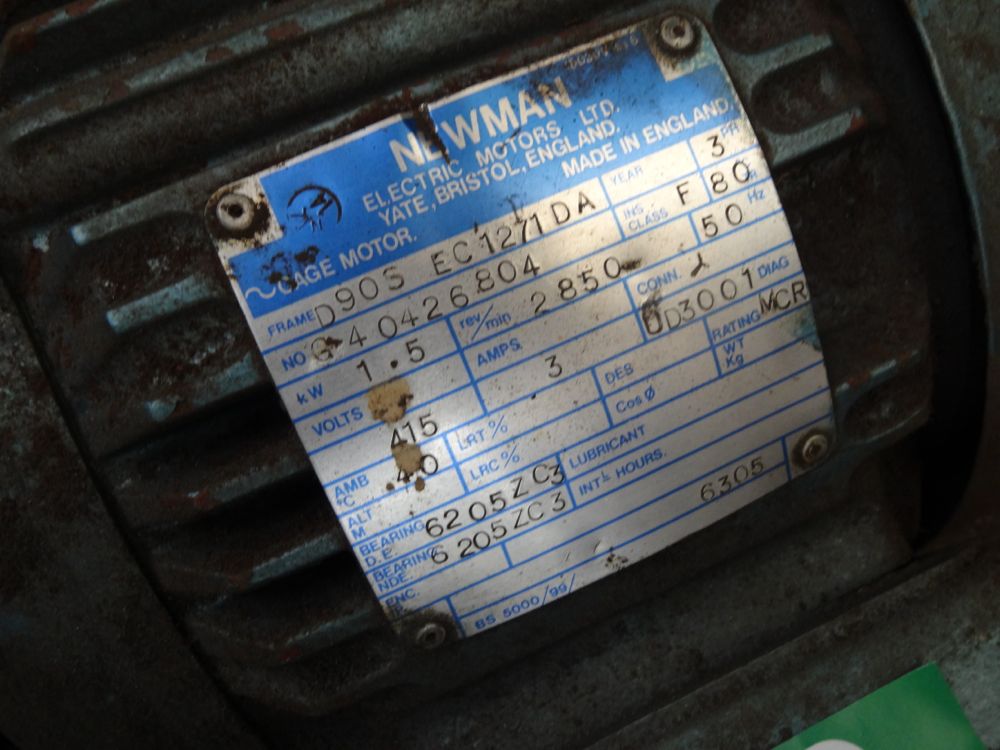 NEWMAN
ELECTRIC MOTORS LTD.
YATE, BRISTOL, ENGLAND.
MADE IN ENGLAND.
CAGE MOTOR.
FRAME D90S EC1271DA YEAR 3 PH
NO 40426804 INS CLASS F 80
kW 1.5 rev/min 2850 50 Hz
VOLTS 415 AMPS 3 CONN. DIAG UD3001
AMB °C 40 LRT % DES RATING MCR
ALT M LRC % Cos Ø WT Kg
BEARING D.E. 6205ZC3 LUBRICANT
BEARING NDE. 6205ZC3 INT'L HOURS.
ENC. 6305
BS 5000/99/